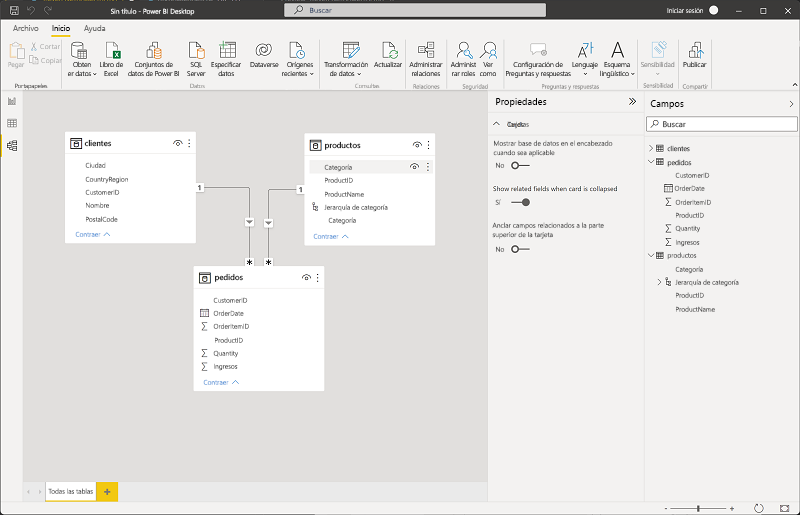 Sin título - Power BI Desktop
Buscar
Iniciar sesión
Archivo
Inicio
Ayuda
Pegar
Cortar
Copiar
Portapapeles
Obten
er datos
Libro de
Excel
Conjuntos de
datos de Power BI
SQL
Server
Especificar
datos
Dataverse
Orígenes
recientes
Datos
Transformación
de datos
Actualizar
Consultas
Administrar
relaciones
Relaciones
Administ
rar roles
Ver
como
Seguridad
Configuración de
Preguntas y respuestas
Lenguaje
Esquema
lingüístico
Preguntas y respuestas
Sensibilidad
Sensibilidad
Publicar
Compartir
clientes
Ciudad
CountryRegion
CustomerID
Nombre
PostalCode
Contraer
productos
Categoría
ProductID
ProductName
Jerarquía de categoría
Categoría
Contraer
1
1
*
*
pedidos
CustomerID
OrderDate
OrderItemID
ProductID
Quantity
Ingresos
Contraer
Propiedades
Mostrar base de datos en el encabezado
cuando sea aplicable
No
Show related fields when card is collapsed
Sí
Anclar campos relacionados a la parte
superior de la tarjeta
No
Campos
Buscar
clientes
pedidos
CustomerID
OrderDate
OrderItemID
ProductID
Quantity
Ingresos
productos
Categoría
Jerarquía de categoría
ProductID
ProductName
Todas las tablas
+
- +